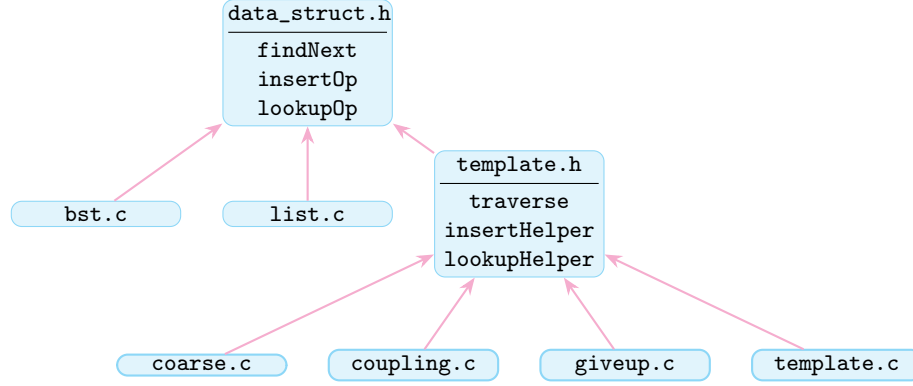 data_struct.h
findNext
insertOp
lookupOp
template.h
traverse
insertHelper
lookupHelper
bst.c
list.c
coarse.c
coupling.c
giveup.c
template.c